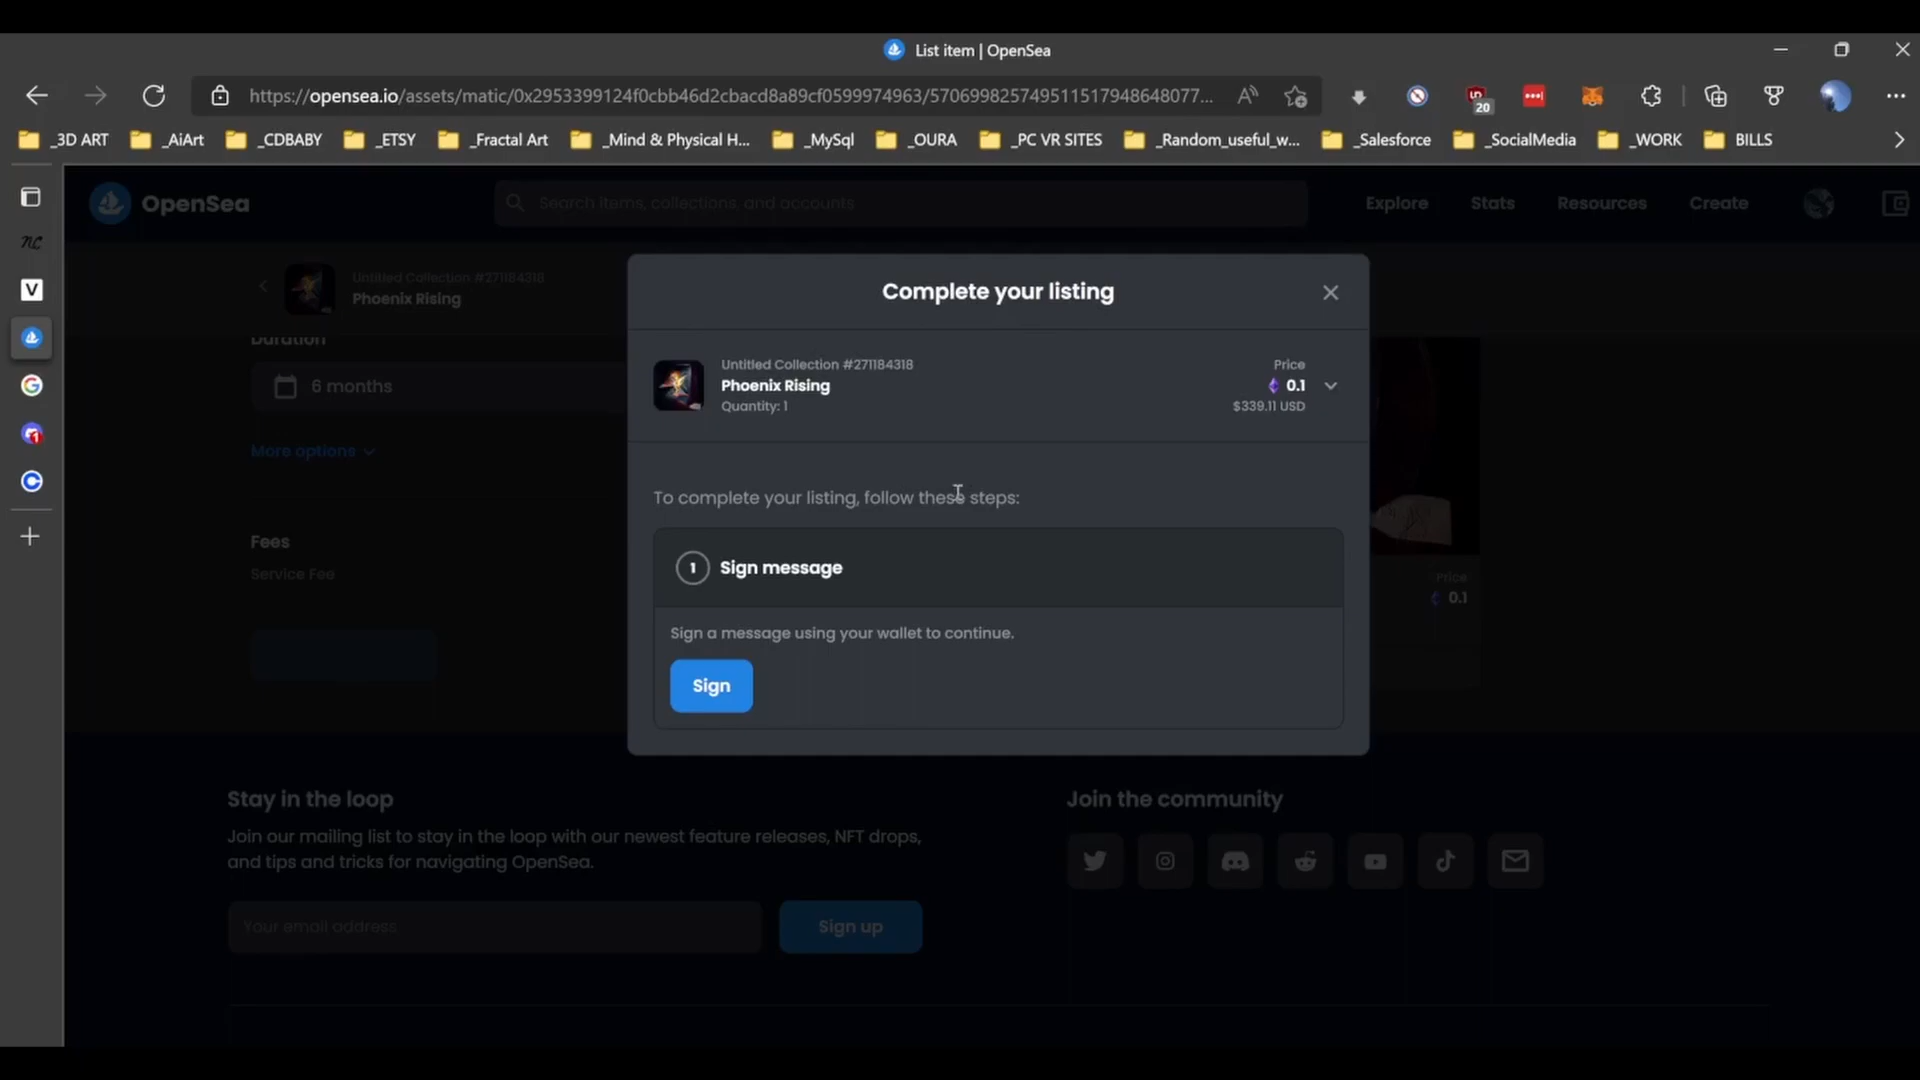 List item | OpenSea
https://opensea.io/assets/matic/0x2953399124f0cbb46d2cbacd8a89cf0599974963/570699825749511517948648077...
20
_3D ART
_AiArt
_CDBABY
_ETSY
_Fractal Art
_Mind & Physical H...
_MySql
_OURA
_PC VR SITES
_Random_useful_w...
_Salesforce
_SocialMedia
_WORK
BILLS
OpenSea
Search items, collections, and accounts
Explore
Stats
Resources
Create
Untitled Collection #271184318
Phoenix Rising
Duration
6 months
More options
Fees
Service Fee
Complete your listing
Untitled Collection #271184318
Phoenix Rising
Quantity: 1
Price
0.1
$339.11 USD
To complete your listing, follow these steps:
1 Sign message
Sign a message using your wallet to continue.
Sign
Price
0.1
Stay in the loop
Join our mailing list to stay in the loop with our newest feature releases, NFT drops,
and tips and tricks for navigating OpenSea.
Your email address
Sign up
Join the community